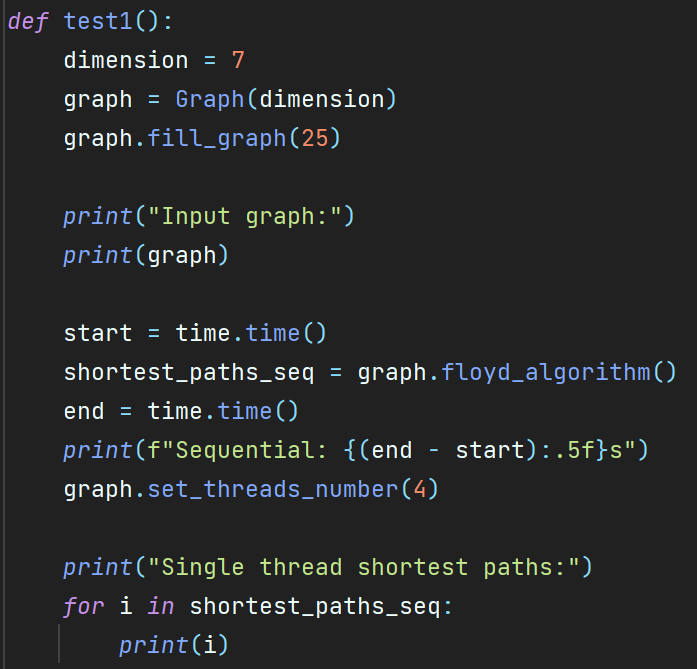 def test1():
    dimension = 7
    graph = Graph(dimension)
    graph.fill_graph(25)

    print("Input graph:")
    print(graph)

    start = time.time()
    shortest_paths_seq = graph.floyd_algorithm()
    end = time.time()
    print(f"Sequential: {(end - start):.5f}s")
    graph.set_threads_number(4)

    print("Single thread shortest paths:")
    for i in shortest_paths_seq:
        print(i)